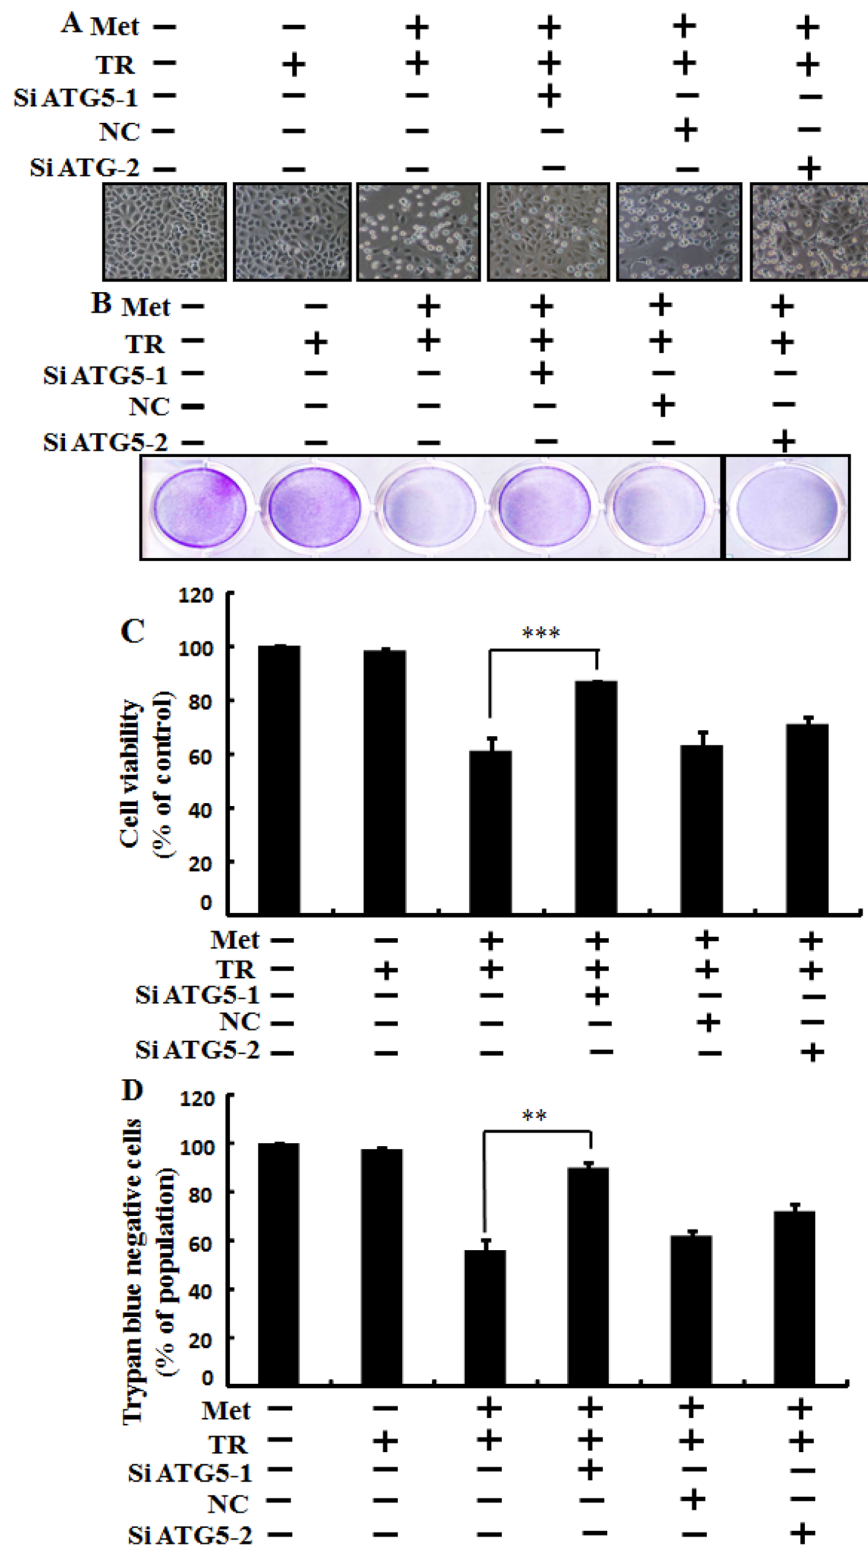 A Met − − + + + +
TR − + + + + +
Si ATG5-1 − − − + − −
NC − − − − + −
Si ATG-2 − − − − − +
B Met − − + + + +
TR − + + + + +
Si ATG5-1 − − − + − −
NC − − − − + −
Si ATG5-2 − − − − − +
C
Cell viability
(% of control)
120
100
80
60
40
20
0
***
Met − − + + + +
TR − + + + + +
Si ATG5-1 − − − + − −
NC − − − − + −
Si ATG5-2 − − − − − +
D
Trypan blue negative cells
(% of population)
120
100
80
60
40
20
0
**
Met − − + + + +
TR − + + + + +
Si ATG5-1 − − − + − −
NC − − − − + −
Si ATG5-2 − − − − − +